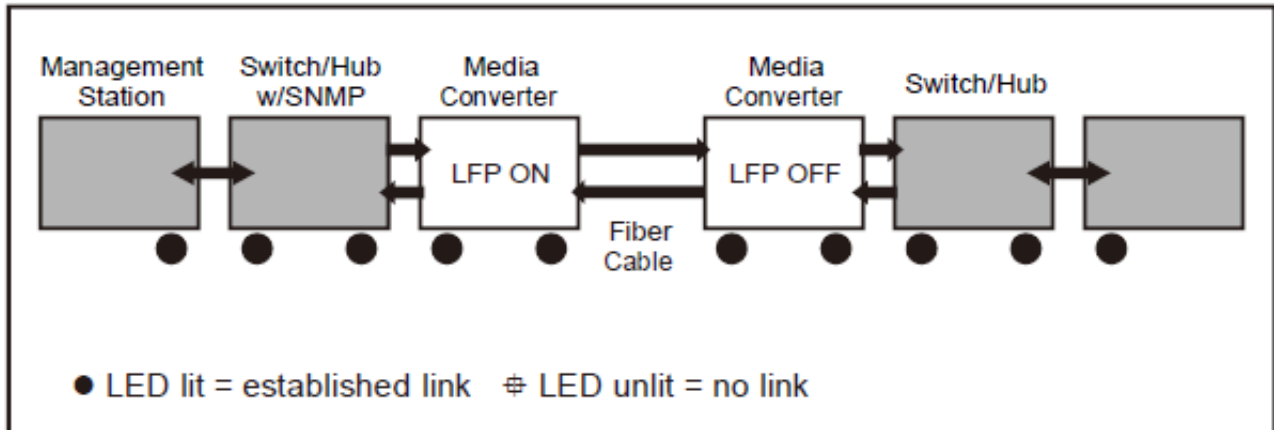 Management
Station
Switch/Hub
w/SNMP
Media
Converter
Media
Converter
Switch/Hub
LFP ON
LFP OFF
Fiber
Cable
● LED lit = established link ⌖ LED unlit = no link